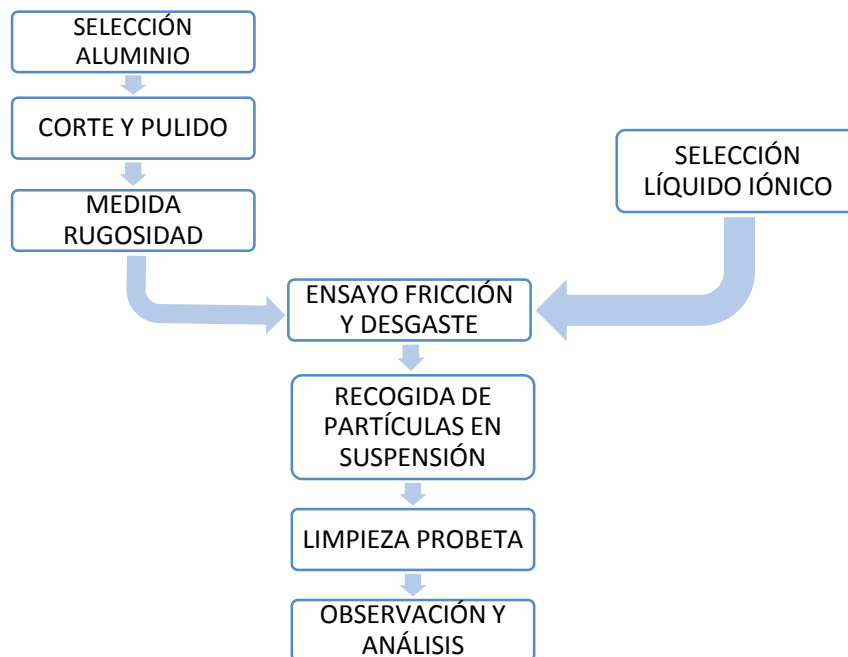 SELECCIÓN
ALUMINIO
CORTE Y PULIDO
MEDIDA
RUGOSIDAD
SELECCIÓN
LÍQUIDO IÓNICO
ENSAYO FRICCIÓN
Y DESGASTE
RECOGIDA DE
PARTÍCULAS EN
SUSPENSIÓN
LIMPIEZA PROBETA
OBSERVACIÓN Y
ANÁLISIS